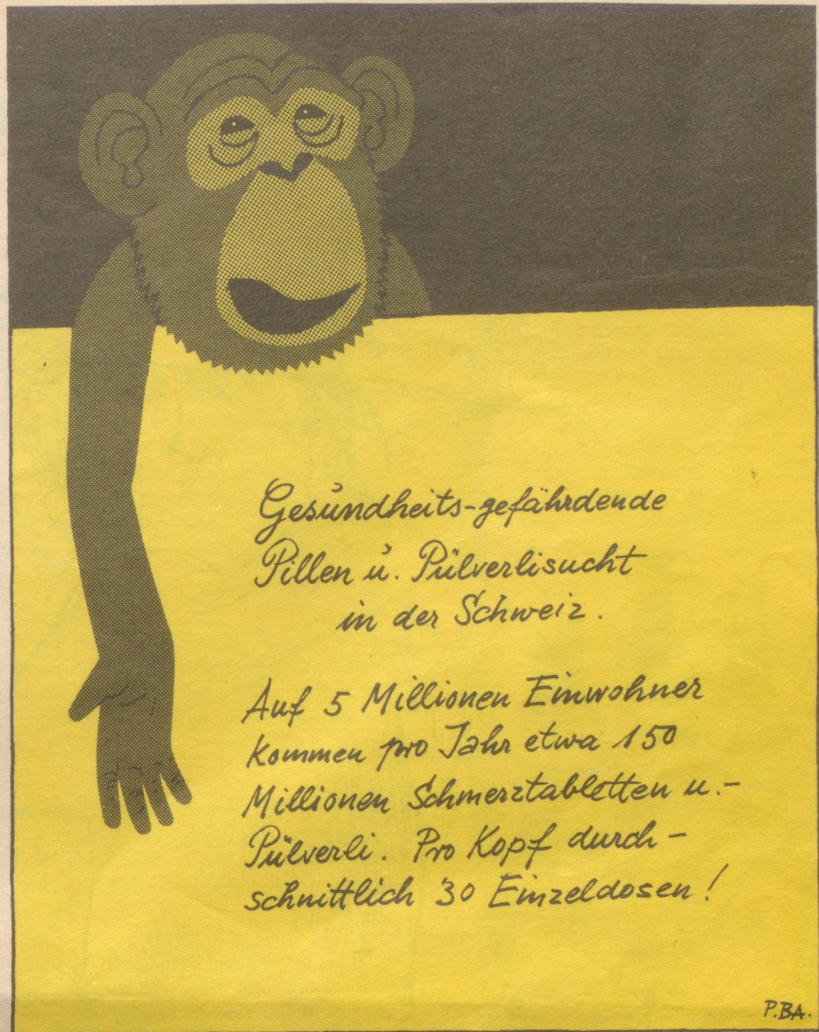 Gesundheits-gefährdende
Pillen u. Pülverlisucht
in der Schweiz.
Auf 5 Millionen Einwohner
kommen pro Jahr etwa 150
Millionen Schmerztabletten u.-
Pülverli. Pro Kopf durch-
schnittlich 30 Einzeldosen!
P.BA.